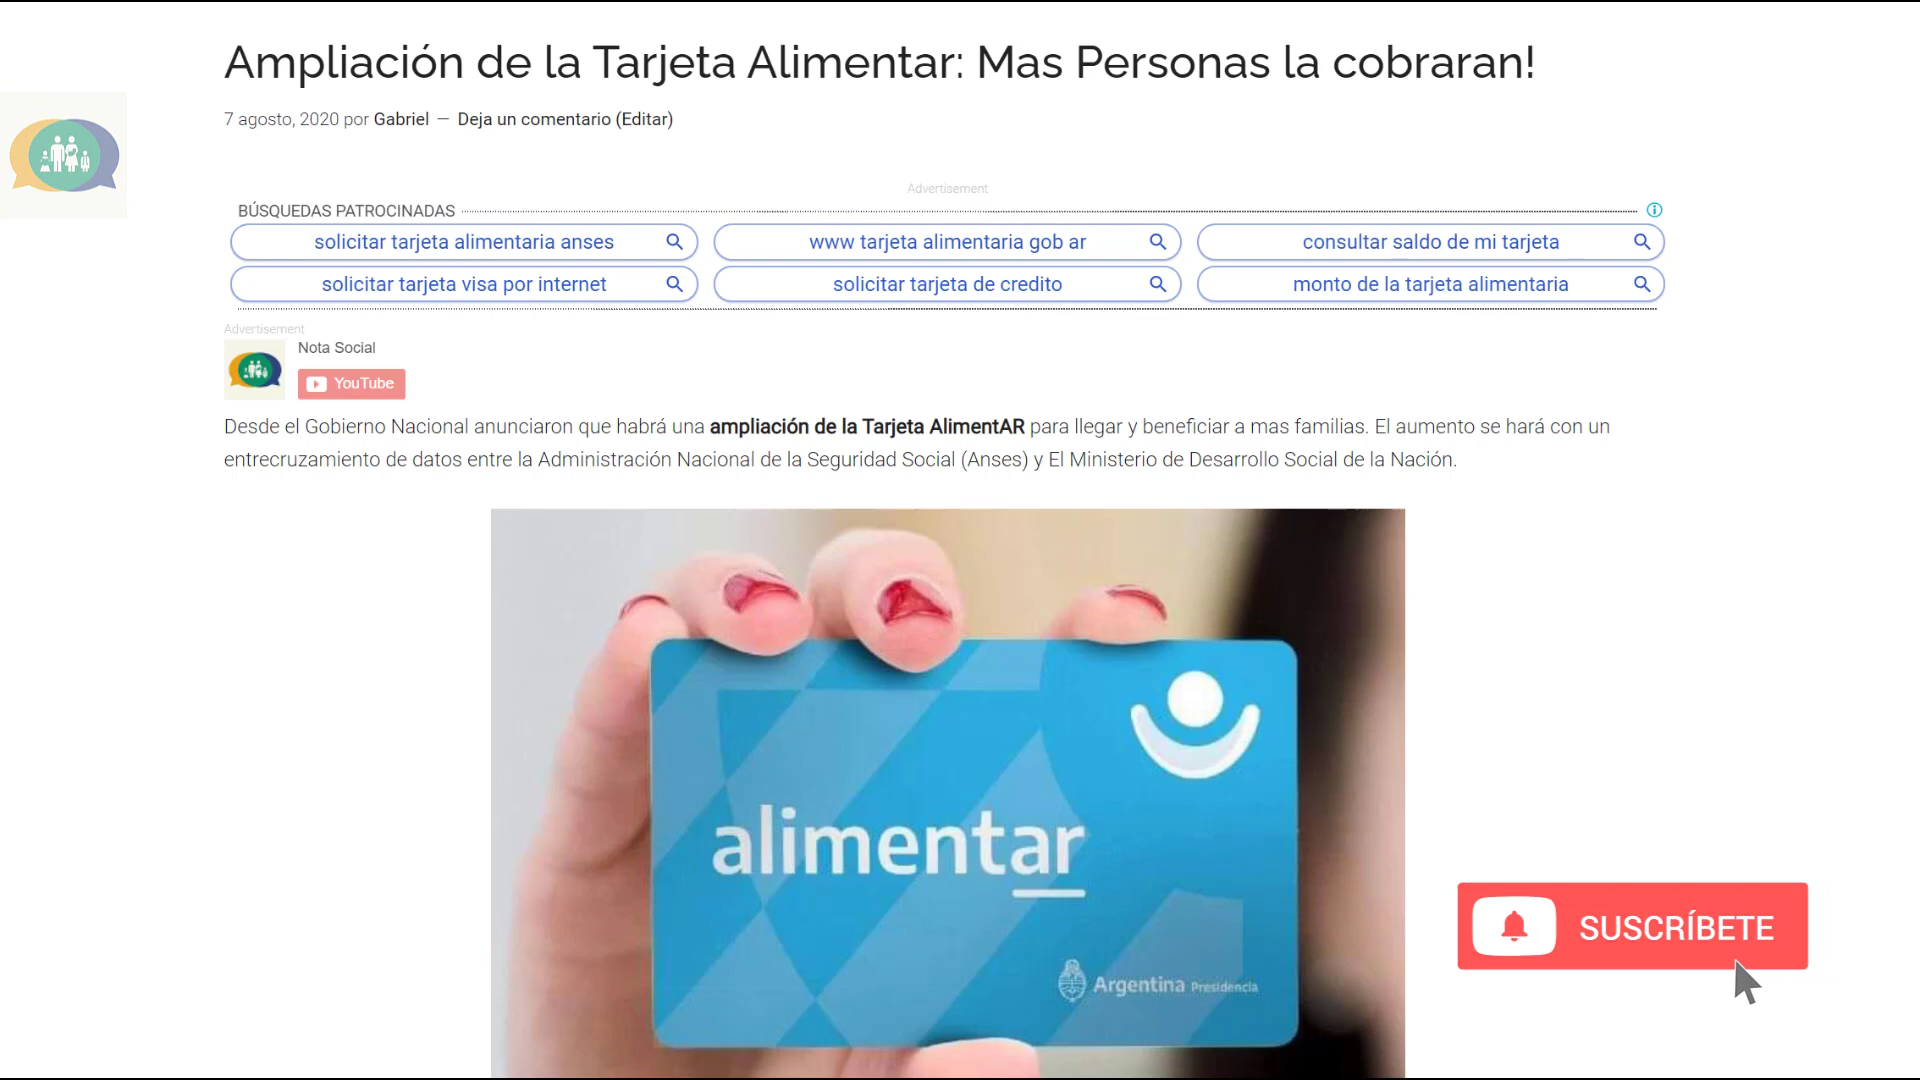 Ampliación de la Tarjeta Alimentar: Mas Personas la cobraran!
7 agosto, 2020 por Gabriel — Deja un comentario (Editar)
Advertisement
BÚSQUEDAS PATROCINADAS
solicitar tarjeta alimentaria anses
www tarjeta alimentaria gob ar
consultar saldo de mi tarjeta
solicitar tarjeta visa por internet
solicitar tarjeta de credito
monto de la tarjeta alimentaria
Advertisement
Nota Social
YouTube
Desde el Gobierno Nacional anunciaron que habrá una ampliación de la Tarjeta AlimentAR para llegar y beneficiar a mas familias. El aumento se hará con un
entrecruzamiento de datos entre la Administración Nacional de la Seguridad Social (Anses) y El Ministerio de Desarrollo Social de la Nación.
alimentar
Argentina Presidencia
SUSCRÍBETE